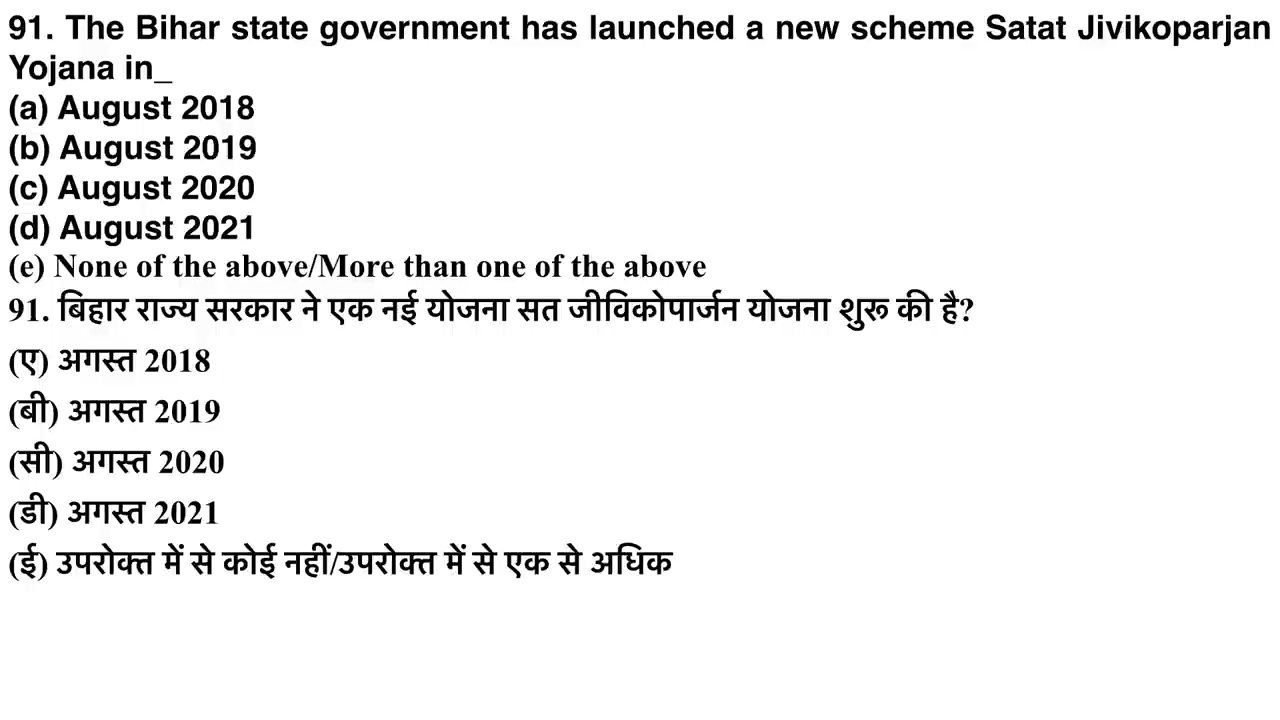 91. The Bihar state government has launched a new scheme Satat Jivikoparjan
Yojana in_
(a) August 2018
(b) August 2019
(c) August 2020
(d) August 2021
(e) None of the above/More than one of the above
91. बिहार राज्य सरकार ने एक नई योजना सत जीविकोपार्जन योजना शुरू की है?
(ए) अगस्त 2018
(बी) अगस्त 2019
(सी) अगस्त 2020
(डी) अगस्त 2021
(ई) उपरोक्त में से कोई नहीं/उपरोक्त में से एक से अधिक